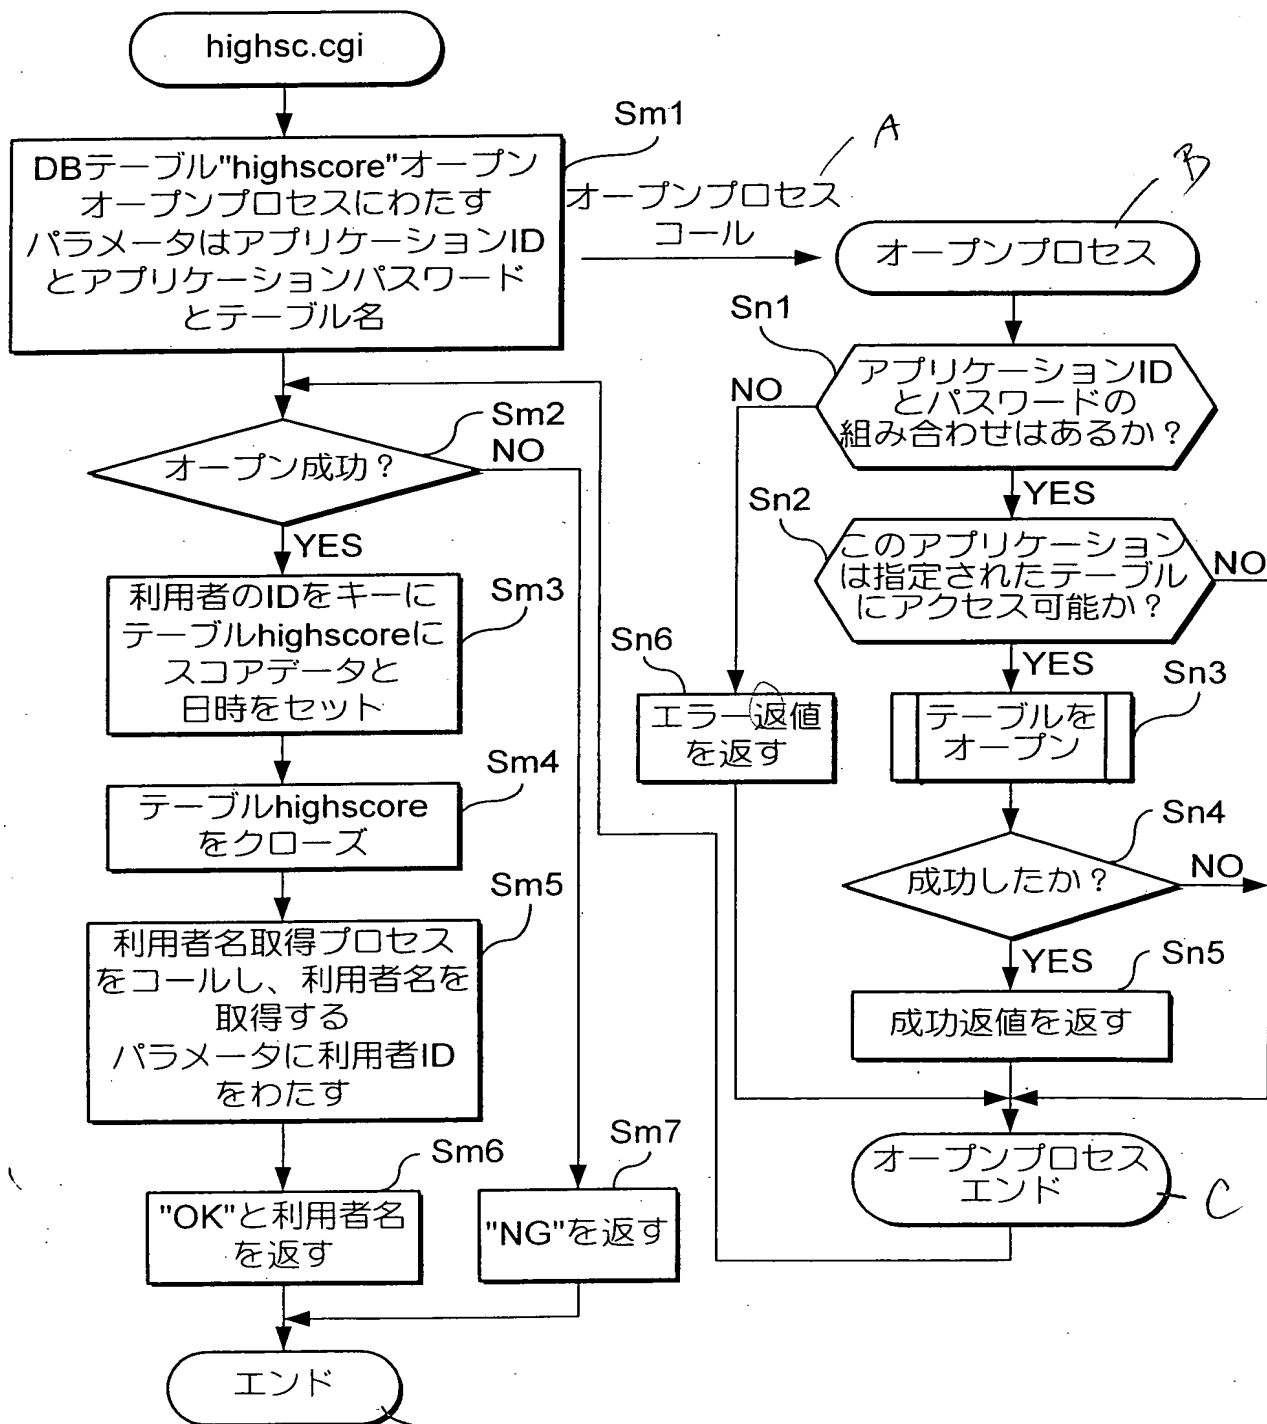 highsc.cgi
Sm1
DBテーブル"highscore"オープン
オープンプロセスにわたす
パラメータはアプリケーションID
とアプリケーションパスワード
とテーブル名
A
オープンプロセス
コール
B
オープンプロセス
Sn1
アプリケーションID
とパスワードの
組み合わせはあるか？
NO
YES
Sm2
オープン成功？
NO
YES
Sn2
このアプリケーション
は指定されたテーブル
にアクセス可能か？
NO
YES
Sm3
利用者のIDをキーに
テーブルhighscoreに
スコアデータと
日時をセット
Sn6
エラー返値
を返す
Sn3
テーブルを
オープン
Sm4
テーブルhighscore
をクローズ
Sn4
成功したか？
NO
YES
Sm5
利用者名取得プロセス
をコールし、利用者名を
取得する
パラメータに利用者ID
をわたす
Sn5
成功返値を返す
Sm6
"OK"と利用者名
を返す
Sm7
"NG"を返す
オープンプロセス
エンド
C
エンド